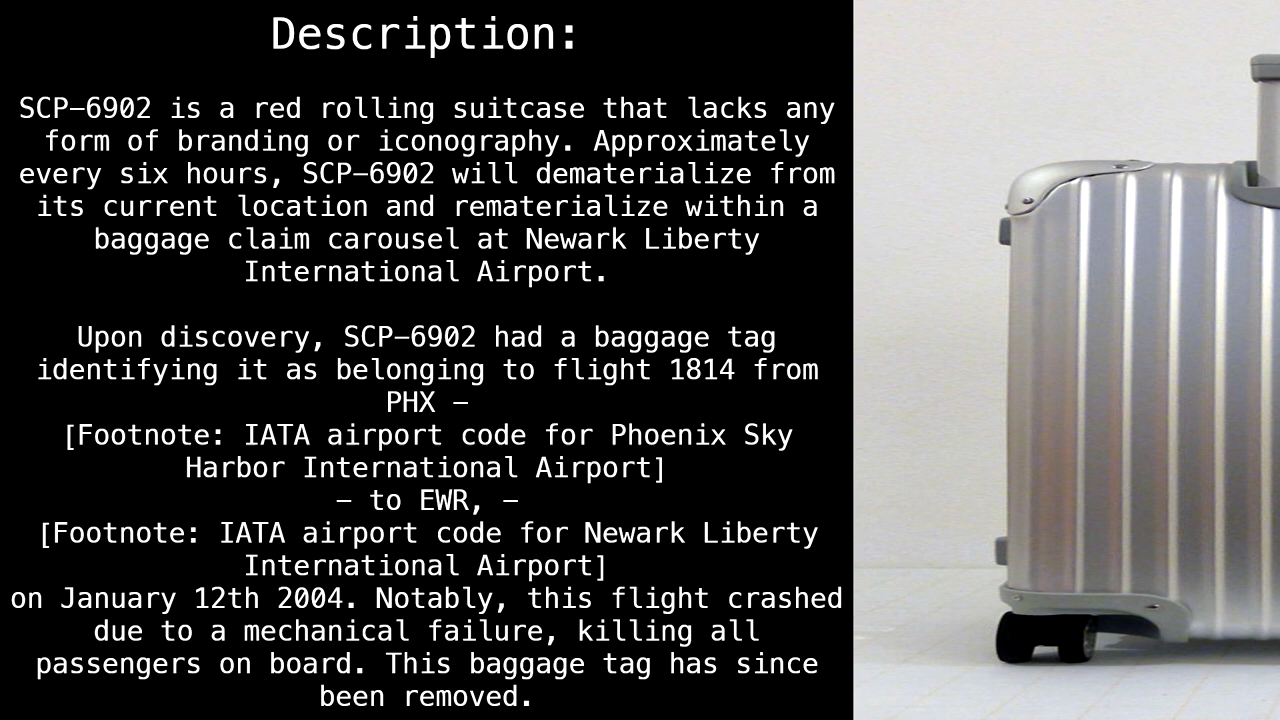 Description:
SCP–6902 is a red rolling suitcase that lacks any
form of branding or iconography. Approximately
every six hours, SCP–6902 will dematerialize from
its current location and rematerialize within a
baggage claim carousel at Newark Liberty
International Airport.
Upon discovery, SCP–6902 had a baggage tag
identifying it as belonging to flight 1814 from
PHX –
[Footnote: IATA airport code for Phoenix Sky
Harbor International Airport]
– to EWR, –
[Footnote: IATA airport code for Newark Liberty
International Airport]
on January 12th 2004. Notably, this flight crashed
due to a mechanical failure, killing all
passengers on board. This baggage tag has since
been removed.